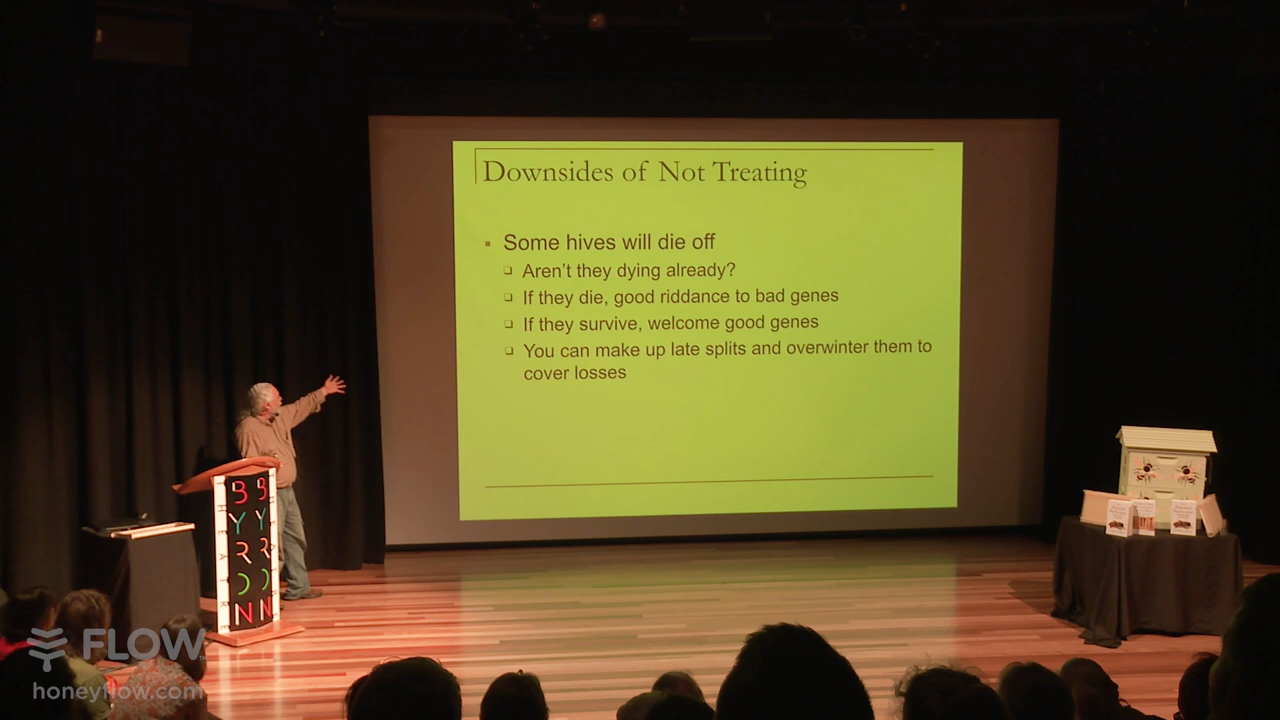 Downsides of Not Treating
Some hives will die off
Aren't they dying already?
If they die, good riddance to bad genes
If they survive, welcome good genes
You can make up late splits and overwinter them to
cover losses
BYRON
BYRON
THEATRE
FLOW
honeyflow.com